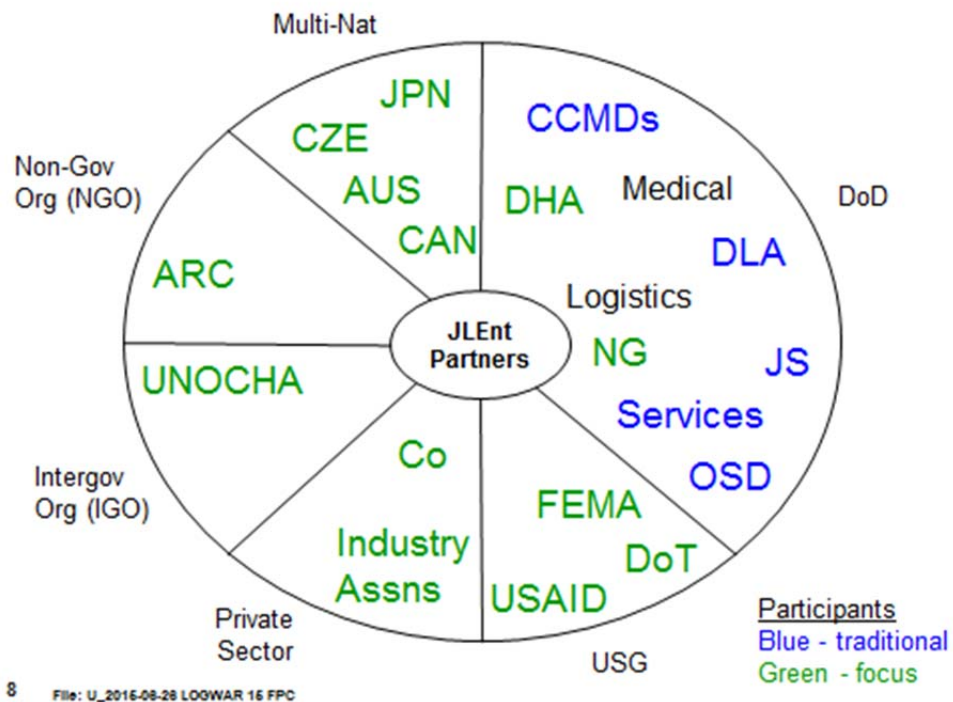 Multi-Nat
JPN
CZE
AUS
CAN
CCMDs
DHA
Medical
DLA
Logistics
NG
JS
Services
OSD
DoD
Non-Gov
Org (NGO)
ARC
JLEnt
Partners
UNOCHA
Intergov
Org (IGO)
Co
Industry
Assns
Private
Sector
FEMA
DoT
USAID
USG
Participants
Blue - traditional
Green - focus
8 File: U_2015-08-26 LOGWAR 15 FPC